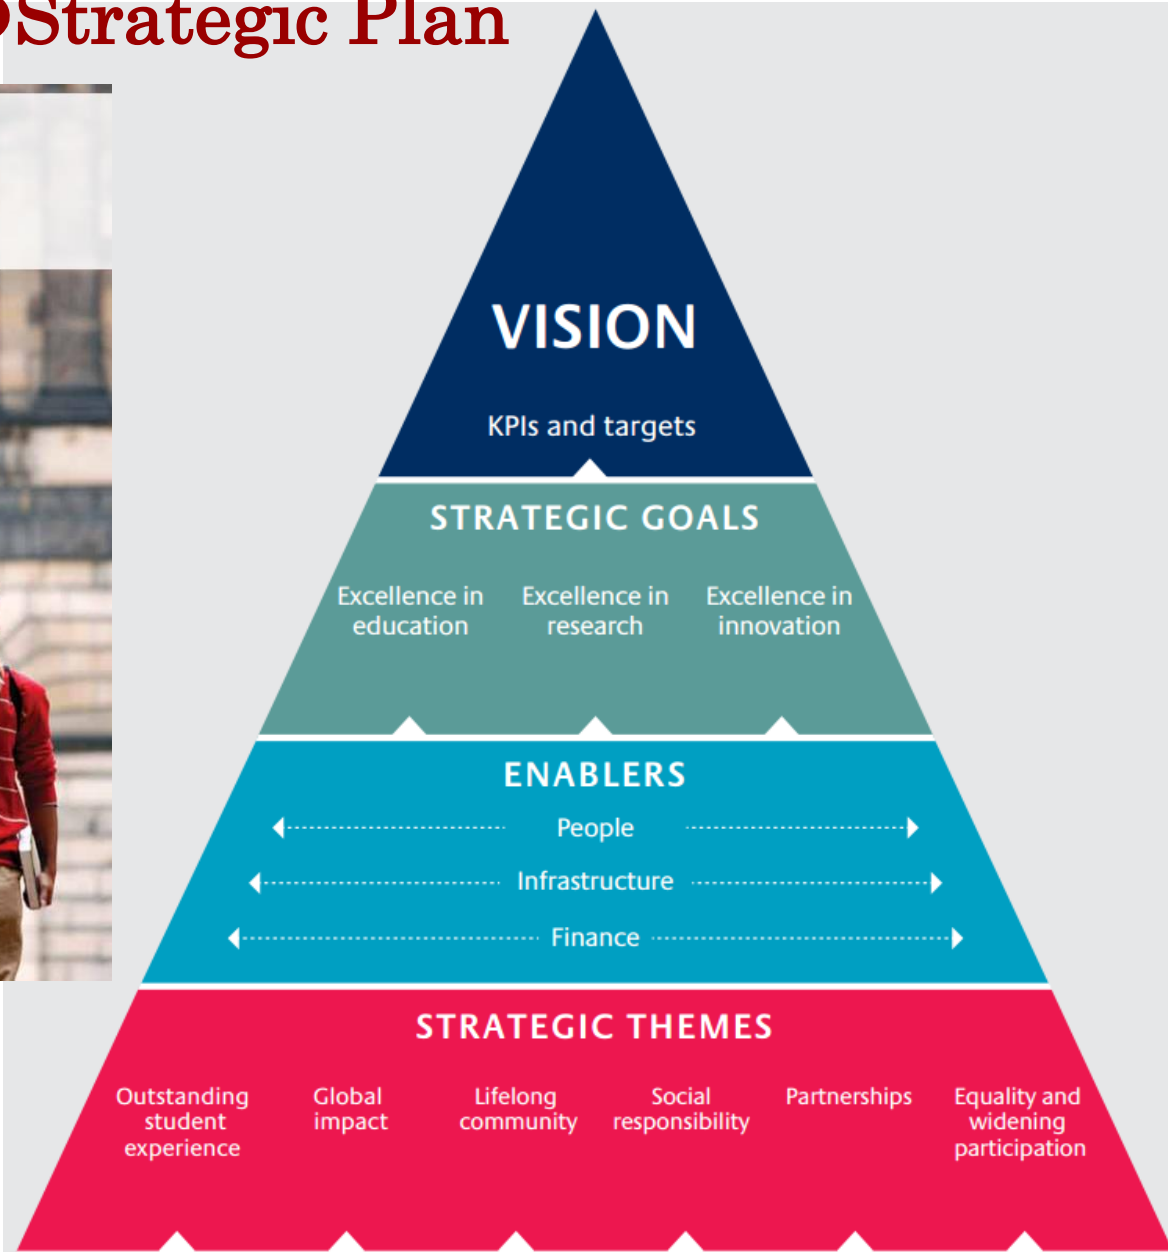 Strategic Plan
VISION
KPIs and targets
STRATEGIC GOALS
Excellence in education
Excellence in research
Excellence in innovation
ENABLERS
People
Infrastructure
Finance
STRATEGIC THEMES
Outstanding student experience
Global impact
Lifelong community
Social responsibility
Partnerships
Equality and widening participation